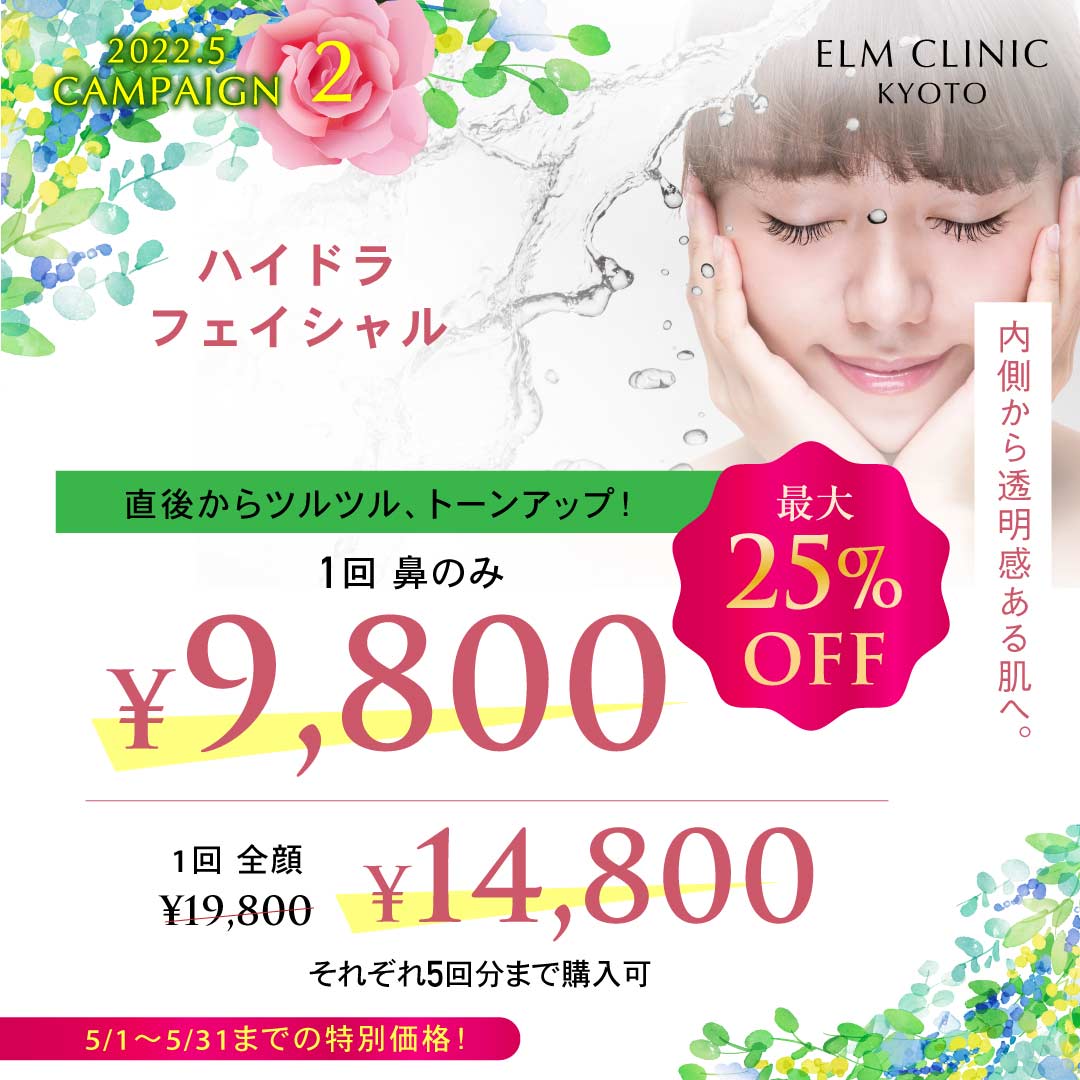 2022.5
CAMPAIGN 2
ELM CLINIC
KYOTO
ハイドラ
フェイシャル
内側から透明感ある肌へ。
直後からツルツル、トーンアップ！
最大
25%
OFF
1回 鼻のみ
¥9,800
1回 全顔
¥19,800
¥14,800
それぞれ5回分まで購入可
5/1〜5/31までの特別価格！